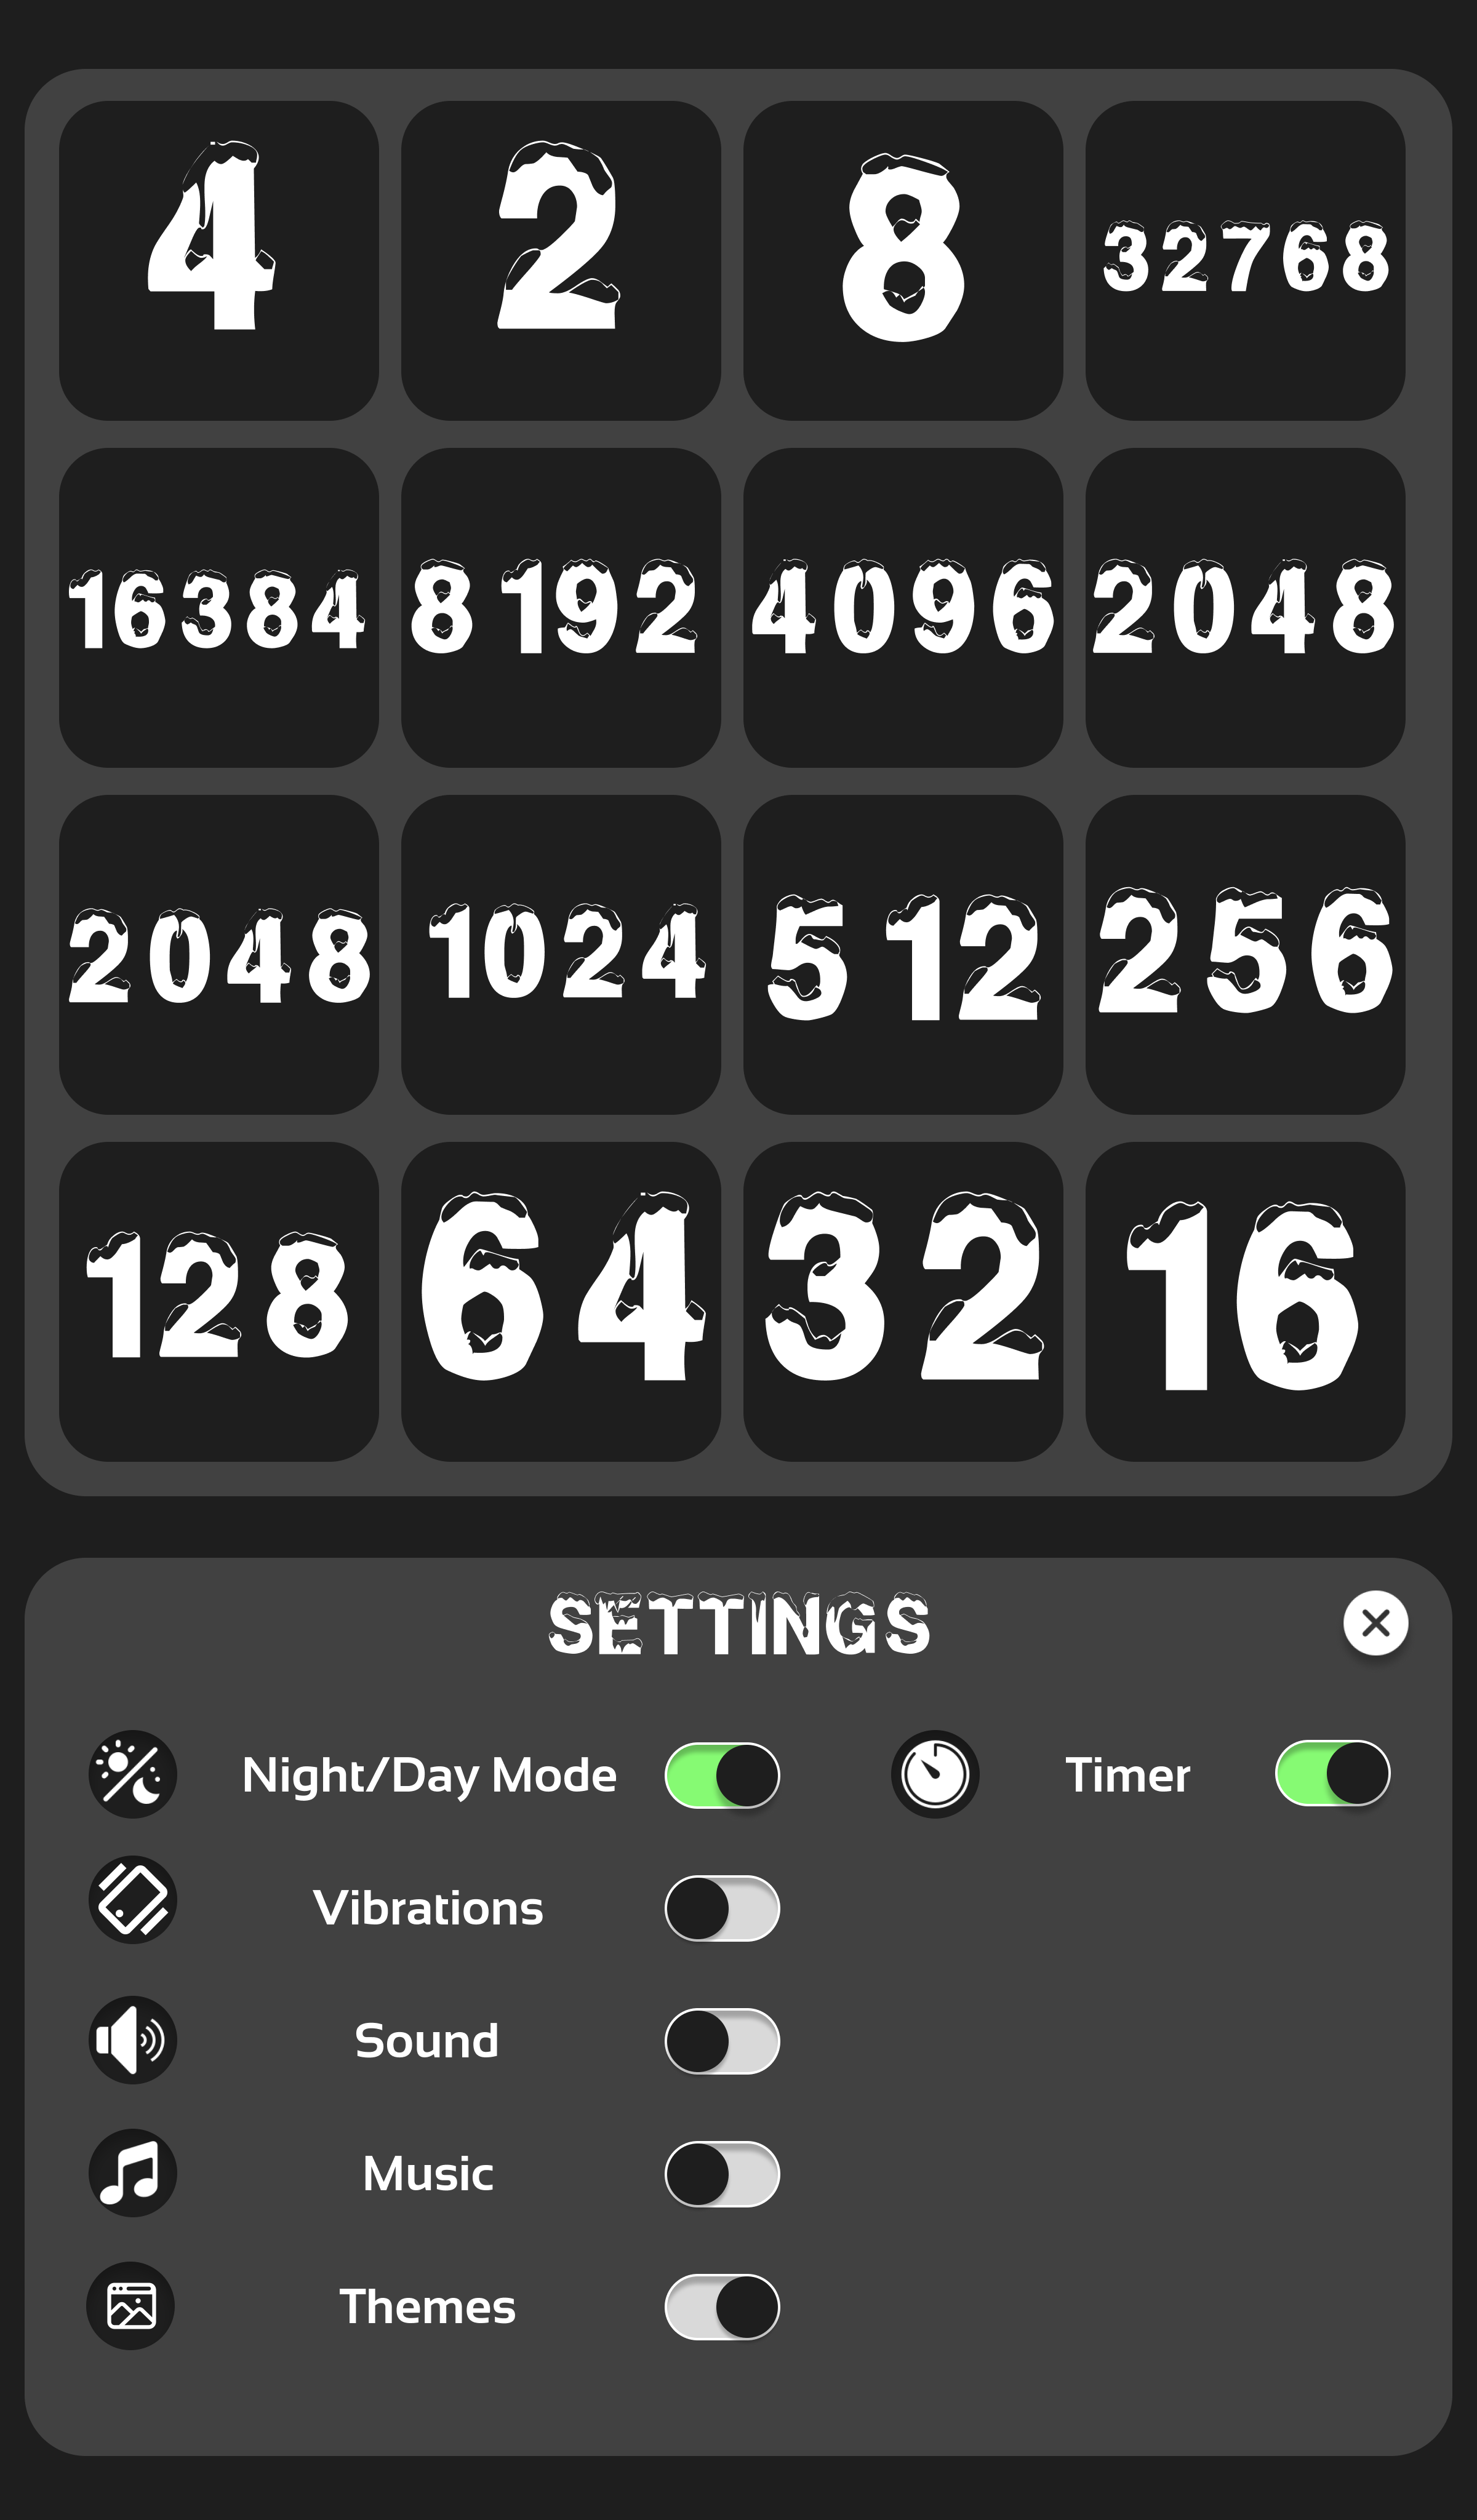 4 2 8 32768
16384 8192 4096 2048
2048 1024 512 256
128 64 32 16
SETTINGS
Night/Day Mode Timer
Vibrations
Sound
Music
Themes